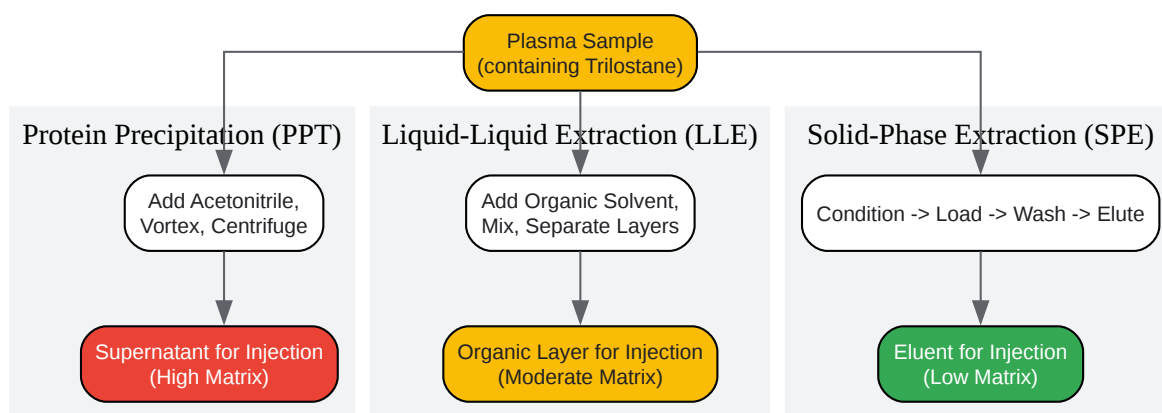 Plasma Sample
(containing Trilostane)
Protein Precipitation (PPT)
Liquid-Liquid Extraction (LLE)
Solid-Phase Extraction (SPE)
Add Acetonitrile,
Vortex, Centrifuge
Add Organic Solvent,
Mix, Separate Layers
Condition -> Load -> Wash -> Elute
Supernatant for Injection
(High Matrix)
Organic Layer for Injection
(Moderate Matrix)
Eluent for Injection
(Low Matrix)